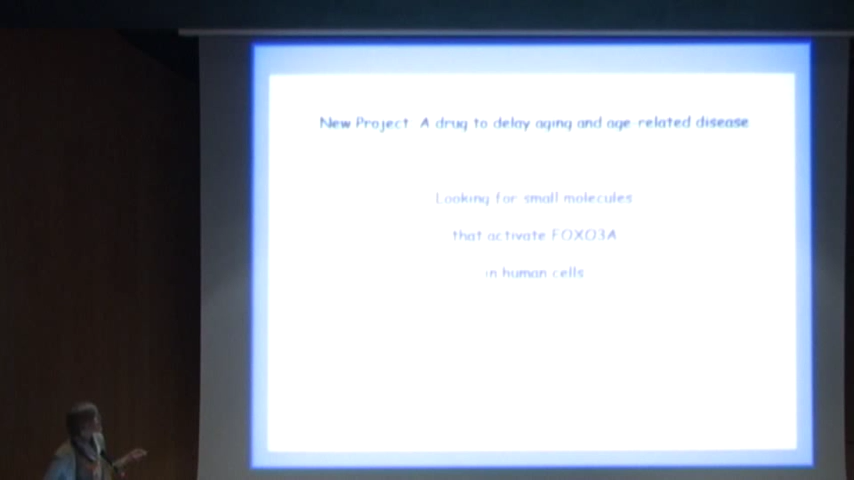 New Project A drug to delay aging and age related disease
Looking for small molecules
that activate FOXO3A
in human cells